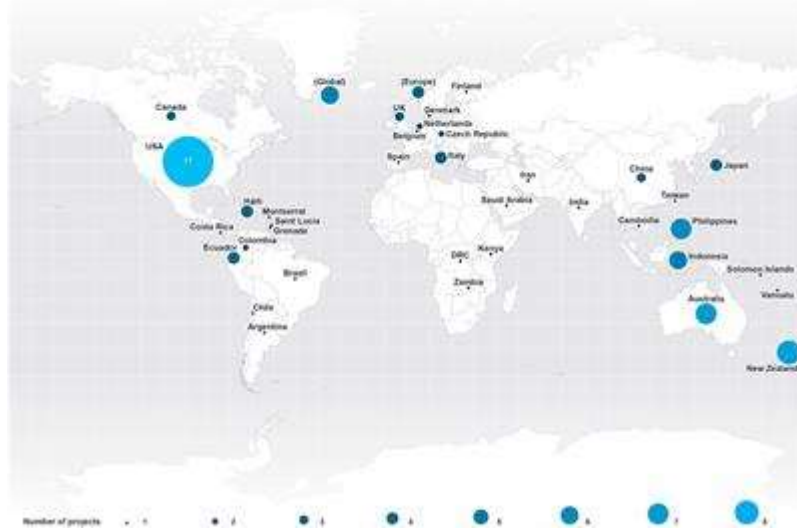 (Global)
(Europe)
Finland
Canada
UK
Denmark
Netherlands
Belgium
Czech Republic
USA
Spain
Italy
Iran
China
Japan
Haiti
Montserrat
Saudi Arabia
India
Taiwan
Costa Rica
Saint Lucia
Grenada
Cambodia
Philippines
Ecuador
Colombia
DRC
Kenya
Indonesia
Solomon Islands
Brazil
Zambia
Vanuatu
Chile
Australia
Argentina
New Zealand
Number of projects 1 2 3 4 5 6 7